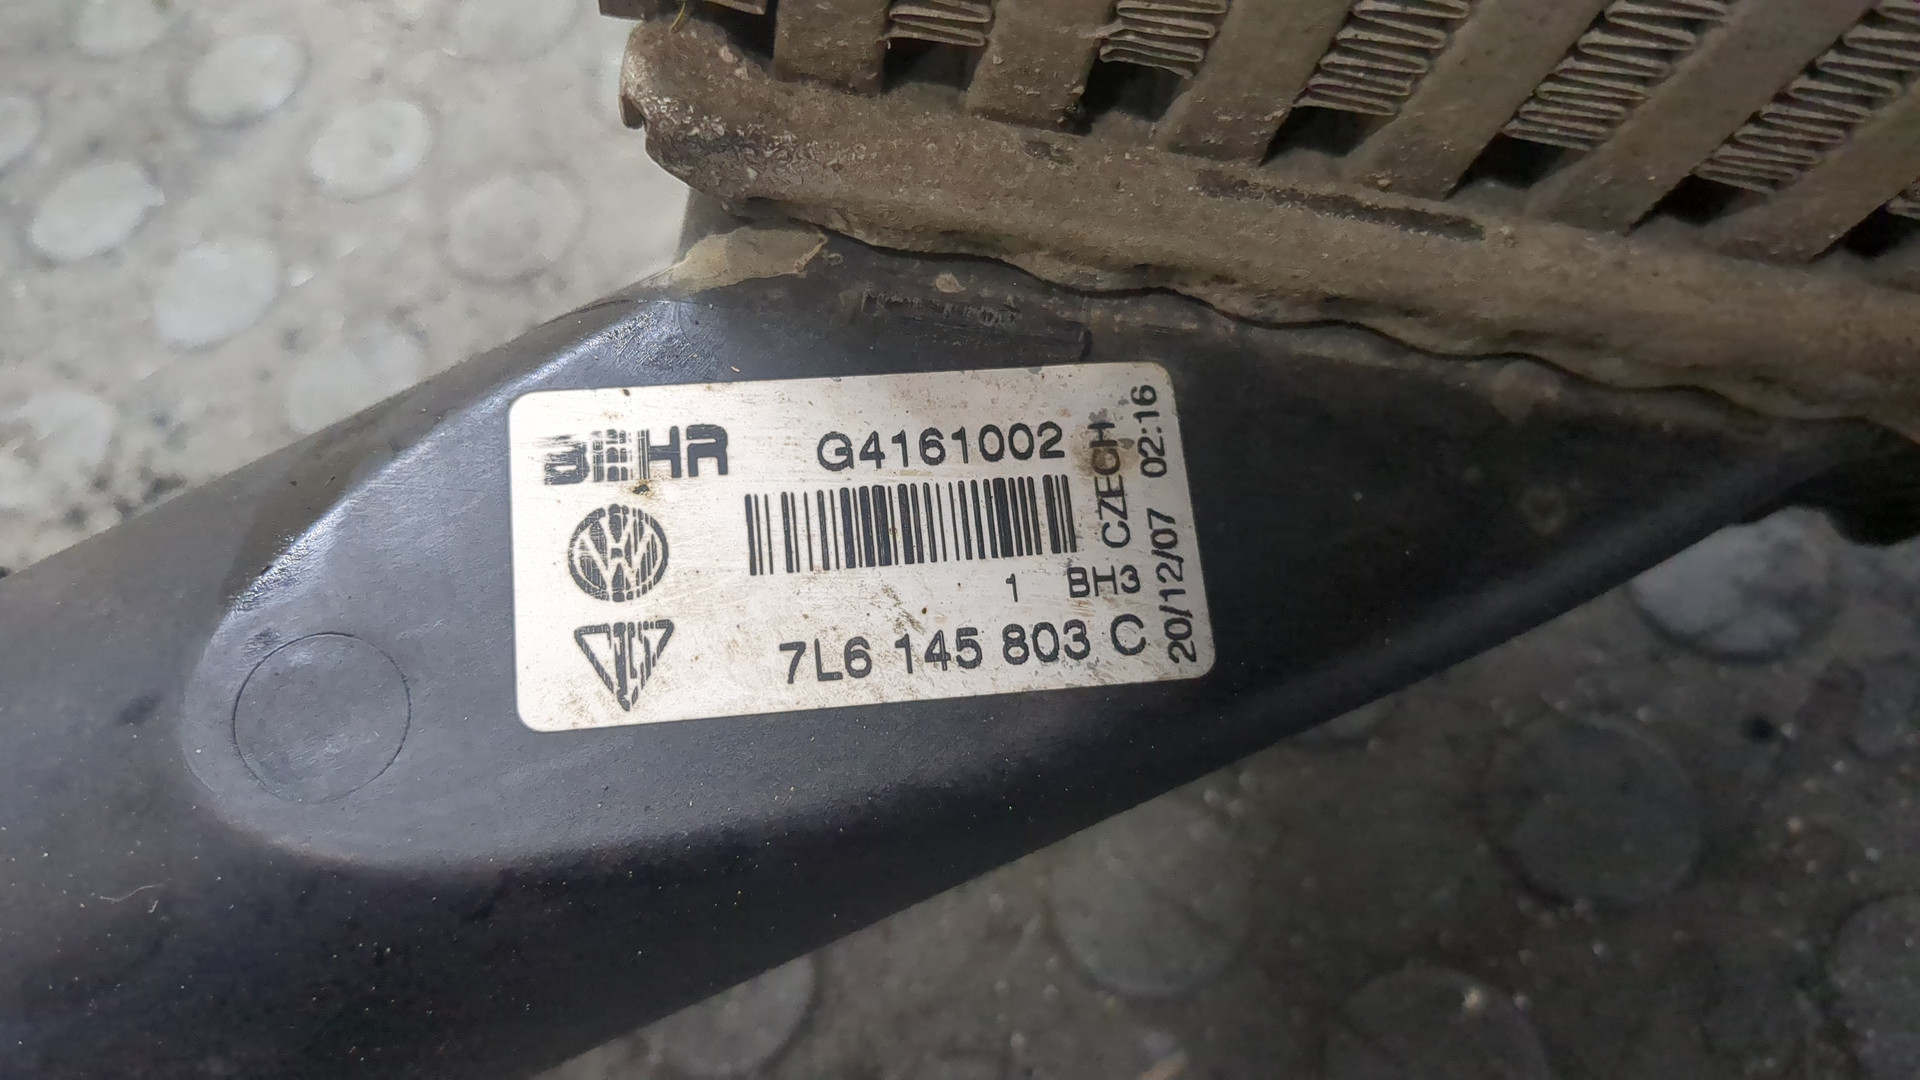 BEHR
G4161002
1 BH3
7L6 145 803 C
CZECH
20/12/07 02:16